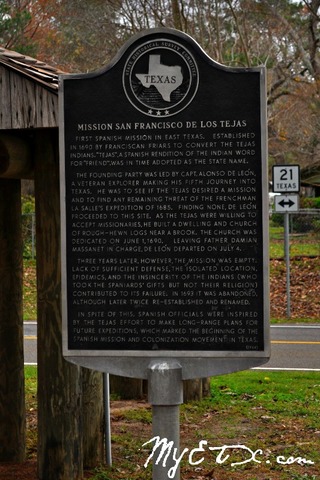 TEXAS
MISSION SAN FRANCISCO DE LOS TEJAS
FIRST SPANISH MISSION IN EAST TEXAS. ESTABLISHED
IN 1690 BY FRANCISCAN FRIARS TO CONVERT THE TEJAS
INDIANS. "TEJAS", A SPANISH RENDITION OF THE INDIAN WORD
FOR "FRIEND", WAS IN TIME ADOPTED AS THE STATE NAME.
THE FOUNDING PARTY WAS LED BY CAPT. ALONSO DE LEÓN,
A VETERAN EXPLORER MAKING HIS FIFTH JOURNEY INTO
TEXAS. HE WAS TO SEE IF THE TEJAS DESIRED A MISSION
AND TO FIND ANY REMAINING THREAT OF THE FRENCHMAN
LA SALLE'S EXPEDITION OF 1685. FINDING NONE, DE LEÓN
PROCEEDED TO THIS SITE. AS THE TEJAS WERE WILLING TO
ACCEPT MISSIONARIES, HE BUILT A DWELLING AND CHURCH
OF ROUGH-HEWN LOGS NEAR A BROOK. THE CHURCH WAS
DEDICATED ON JUNE 1, 1690. LEAVING FATHER DAMIAN
MASSANET IN CHARGE, DE LEÓN DEPARTED ON JULY 4.
THREE YEARS LATER, HOWEVER, THE MISSION WAS EMPTY.
LACK OF SUFFICIENT DEFENSE, THE ISOLATED LOCATION,
EPIDEMICS, AND THE INSINCERITY OF THE INDIANS (WHO
TOOK THE SPANIARDS' GIFTS BUT NOT THEIR RELIGION)
CONTRIBUTED TO ITS FAILURE. IN 1693 IT WAS ABANDONED,
ALTHOUGH LATER TWICE RE-ESTABLISHED AND RENAMED.
IN SPITE OF THIS, SPANISH OFFICIALS WERE INSPIRED
BY THE TEJAS EFFORT TO MAKE LONG-RANGE PLANS FOR
FUTURE EXPEDITIONS, WHICH MARKED THE BEGINNING OF THE
SPANISH MISSION AND COLONIZATION MOVEMENT IN TEXAS.
21
TEXAS
MyETx.com